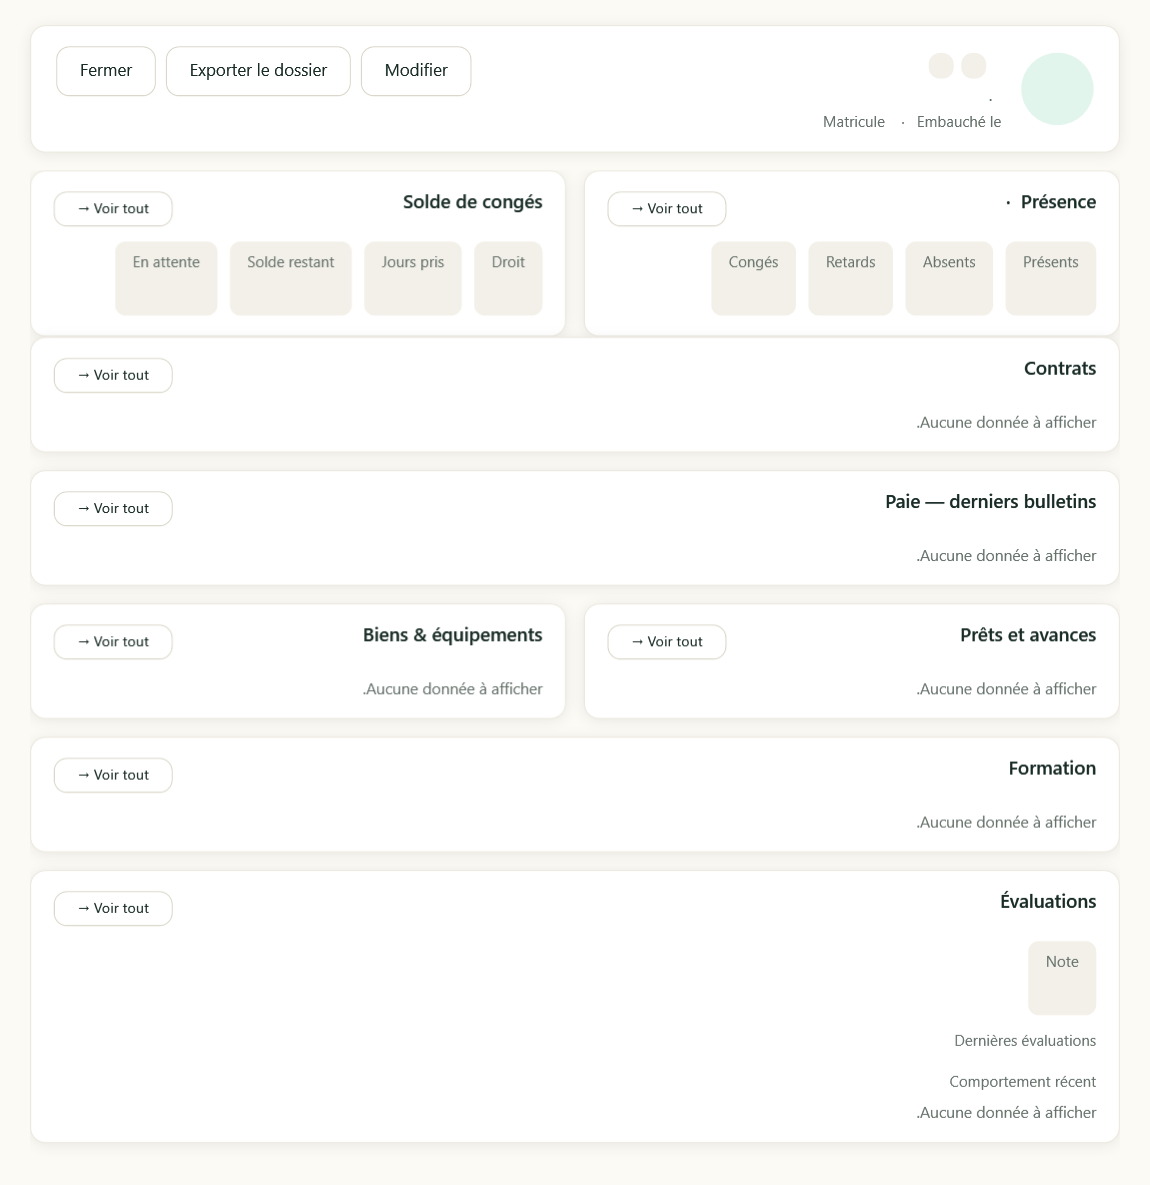 Fermer
Exporter le dossier
Modifier
·
Matricule · Embauché le
Solde de congés
→ Voir tout
En attente
Solde restant
Jours pris
Droit
· Présence
→ Voir tout
Congés
Retards
Absents
Présents
Contrats
→ Voir tout
.Aucune donnée à afficher
Paie — derniers bulletins
→ Voir tout
.Aucune donnée à afficher
Biens & équipements
→ Voir tout
.Aucune donnée à afficher
Prêts et avances
→ Voir tout
.Aucune donnée à afficher
Formation
→ Voir tout
.Aucune donnée à afficher
Évaluations
→ Voir tout
Note
Dernières évaluations
Comportement récent
.Aucune donnée à afficher